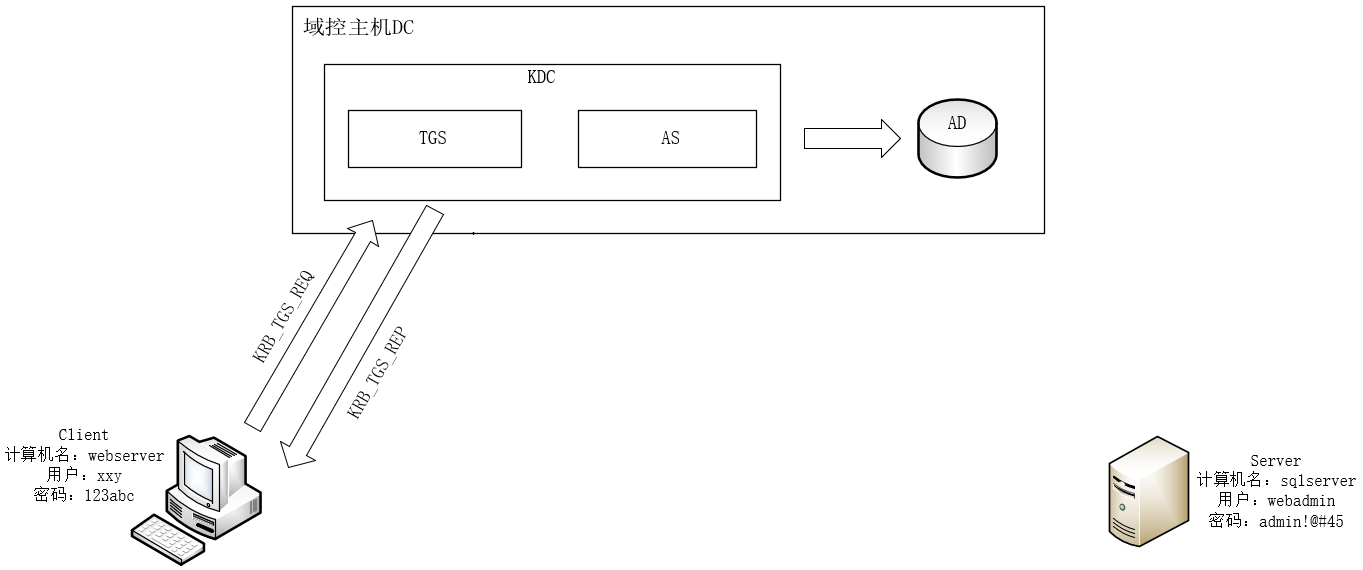 域控主机DC
KDC
TGS
AS
AD
KRB_TGS_REQ
KRB_TGS_REP
Client
计算机名：webserver
用户：xxy
密码：123abc
Server
计算机名：sqlserver
用户：webadmin
密码：admin!@#45